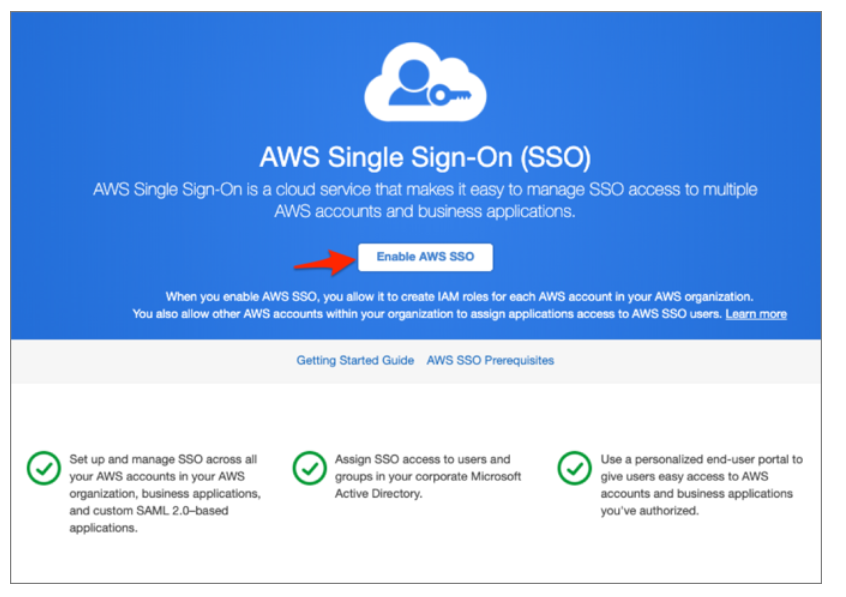 AWS Single Sign-On (SSO)
AWS Single Sign-On is a cloud service that makes it easy to manage SSO access to multiple
AWS accounts and business applications.
Enable AWS SSO
When you enable AWS SSO, you allow it to create IAM roles for each AWS account in your AWS organization.
You also allow other AWS accounts within your organization to assign applications access to AWS SSO users. Learn more
Getting Started Guide AWS SSO Prerequisites
Set up and manage SSO across all
your AWS accounts in your AWS
organization, business applications,
and custom SAML 2.0–based
applications.
Assign SSO access to users and
groups in your corporate Microsoft
Active Directory.
Use a personalized end-user portal to
give users easy access to AWS
accounts and business applications
you've authorized.